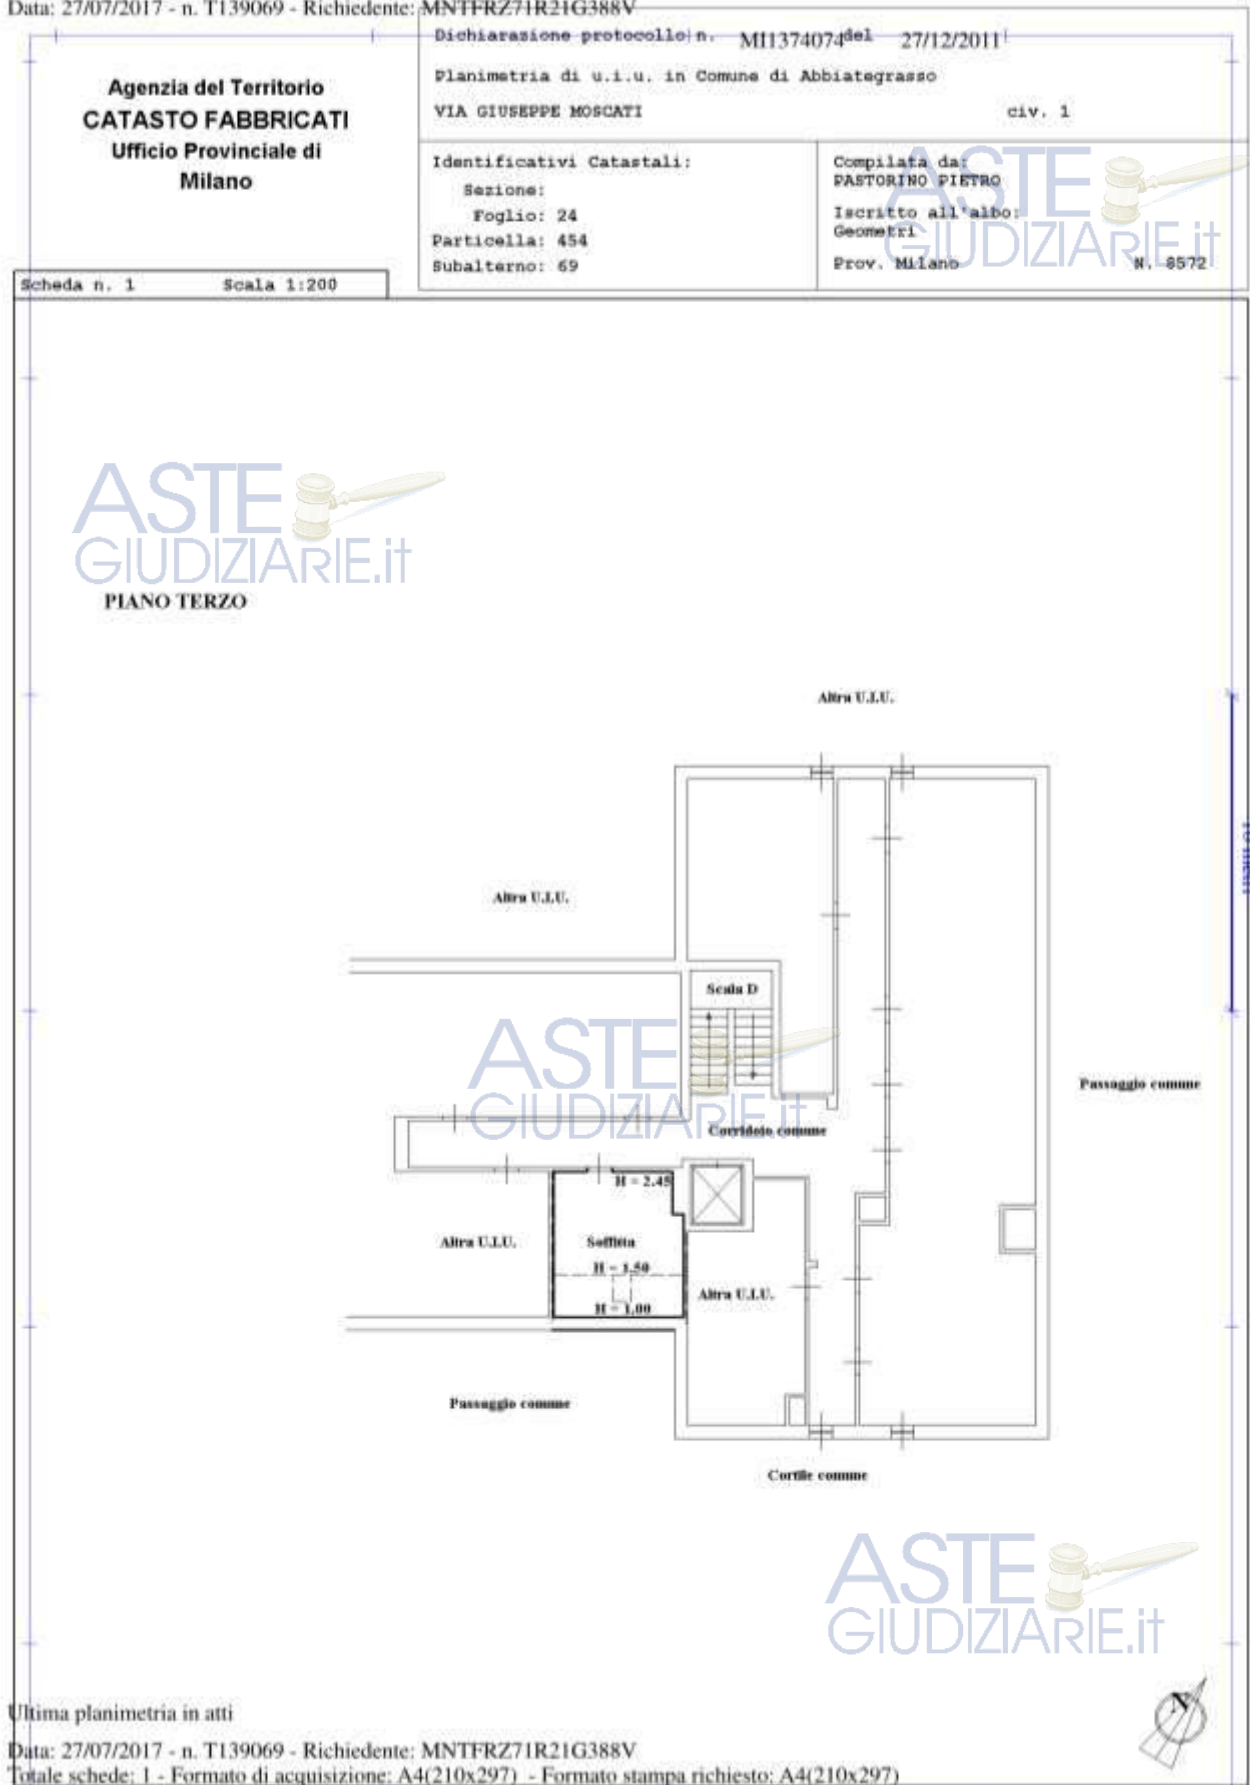 Data: 27/07/2017 - n. T139069 - Richiedente: MNTFRZ71R21G388V
Dichiarazione protocollo n. MI1374074 del 27/12/2011
Planimetria di u.i.u. in Comune di Abbiategrasso
VIA GIUSEPPE MOSCATI civ. 1
Agenzia del Territorio
CATASTO FABBRICATI
Ufficio Provinciale di
Milano
Identificativi Catastali:
Sezione:
Foglio: 24
Particella: 454
Subalterno: 69
Compilata da:
PASTORINO PIETRO
Iscritto all'albo:
Geometri
Prov. Milano N. 8572
Scheda n. 1 Scala 1:200
ASTE
GIUDIZIARIE.it
ASTE
GIUDIZIARIE.it
PIANO TERZO
Altra U.I.U.
10 metri
Altra U.I.U.
Scala D
ASTE
GIUDIZIARIE.it
Passaggio comune
Corridoio comune
H = 2.45
Altra U.I.U.
Soffitta
H = 1.50
Altra U.I.U.
H = 1.00
Passaggio comune
Cortile comune
ASTE
GIUDIZIARIE.it
N
Ultima planimetria in atti
Data: 27/07/2017 - n. T139069 - Richiedente: MNTFRZ71R21G388V
Totale schede: 1 - Formato di acquisizione: A4(210x297) - Formato stampa richiesto: A4(210x297)